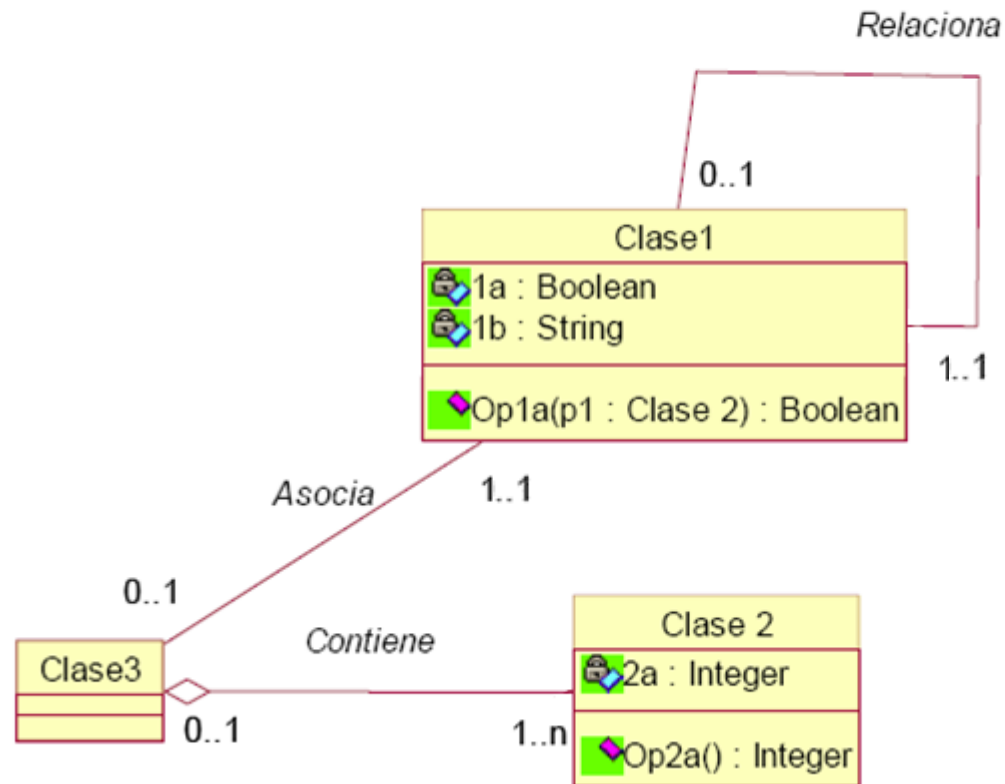 Relaciona
0..1
Clase1
1a : Boolean
1b : String
1..1
Op1a(p1 : Clase 2) : Boolean
Asocia
1..1
0..1
Clase3
Contiene
0..1
1..n
Clase 2
2a : Integer
Op2a() : Integer